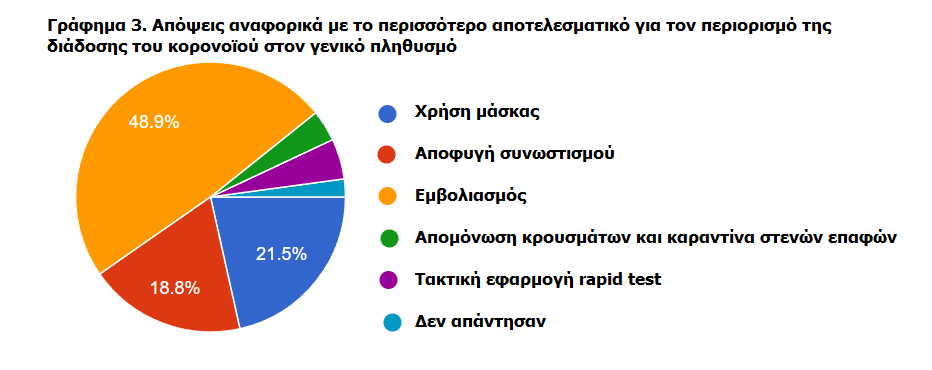 Γράφημα 3. Απόψεις αναφορικά με το περισσότερο αποτελεσματικό για τον περιορισμό της
διάδοσης του κορονοϊού στον γενικό πληθυσμό
48.9%
21.5%
18.8%
Χρήση μάσκας
Αποφυγή συνωστισμού
Εμβολιασμός
Απομόνωση κρουσμάτων και καραντίνα στενών επαφών
Τακτική εφαρμογή rapid test
Δεν απάντησαν